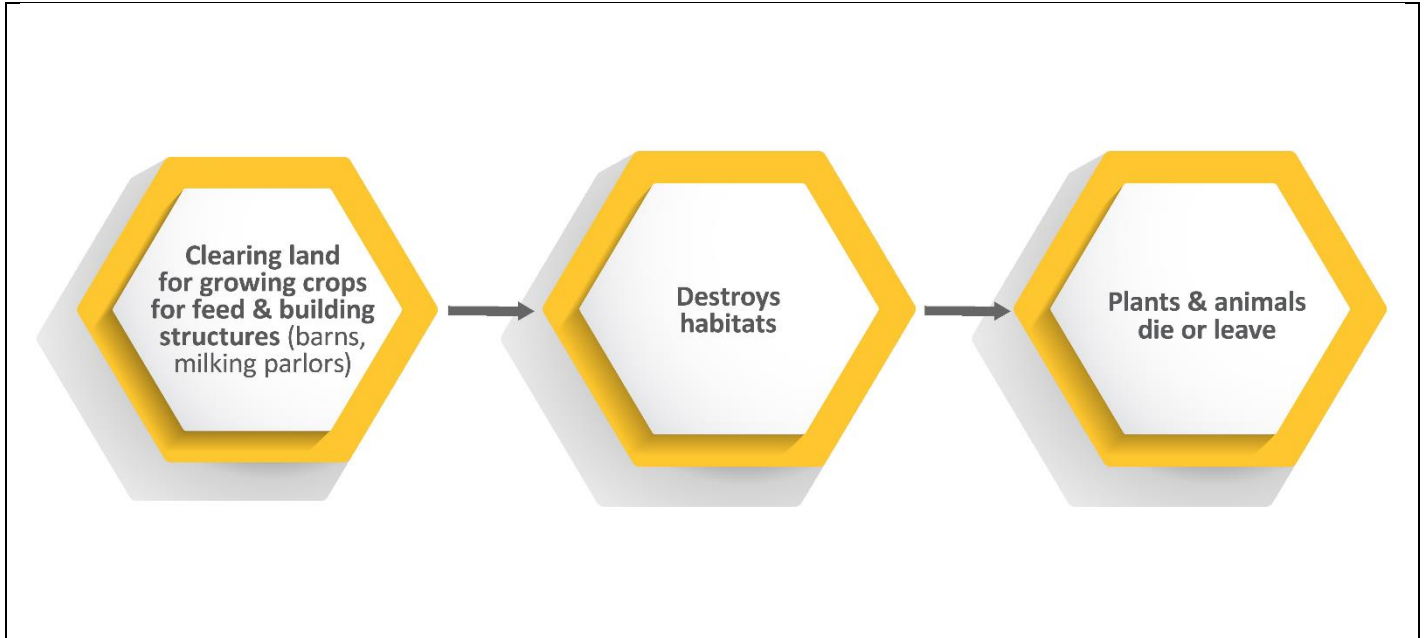 Clearing land
for growing crops
for feed & building
structures (barns,
milking parlors)
Destroys
habitats
Plants & animals
die or leave